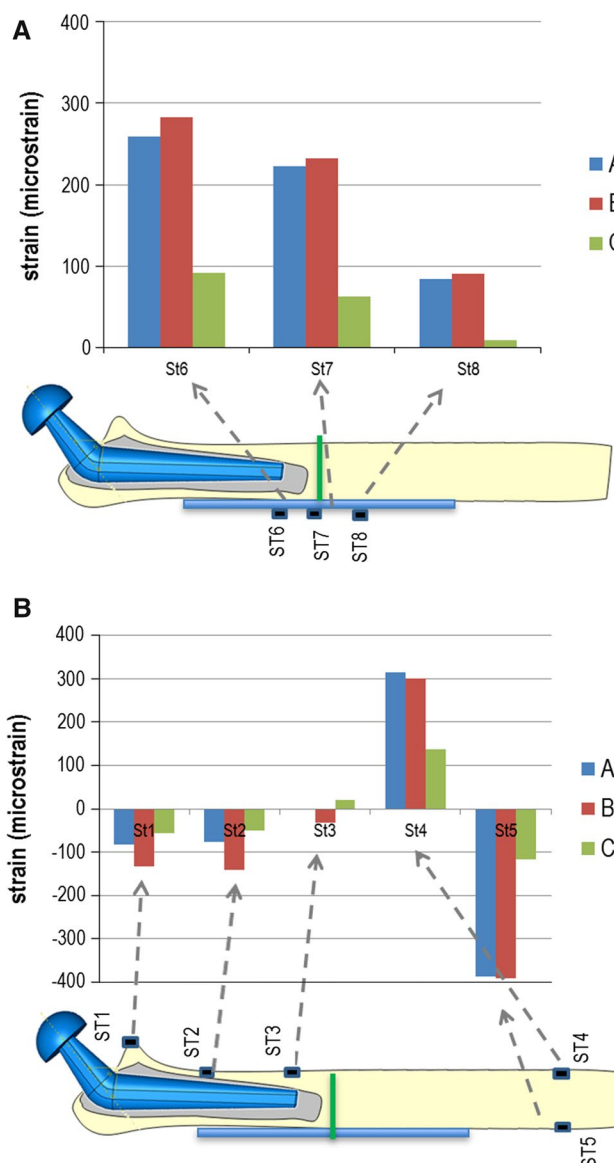 A
strain (microstrain)
400
300
200
100
0
St6
St7
St8
A
B
C
ST6
ST7
ST8
B
strain (microstrain)
400
300
200
100
0
-100
-200
-300
-400
St1
St2
St3
St4
St5
A
B
C
ST1
ST2
ST3
ST4
ST5